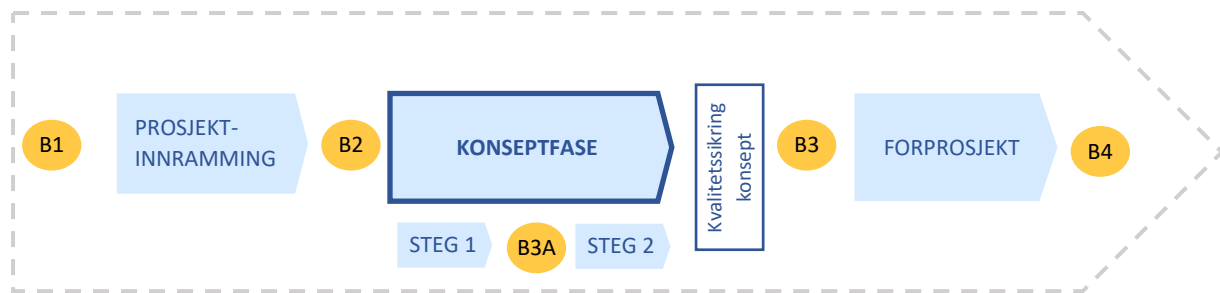 B1
PROSJEKT-
INNRAMMING
B2
KONSEPTFASE
STEG 1
B3A
STEG 2
Kvalitetssikring
konsept
B3
FORPROSJEKT
B4